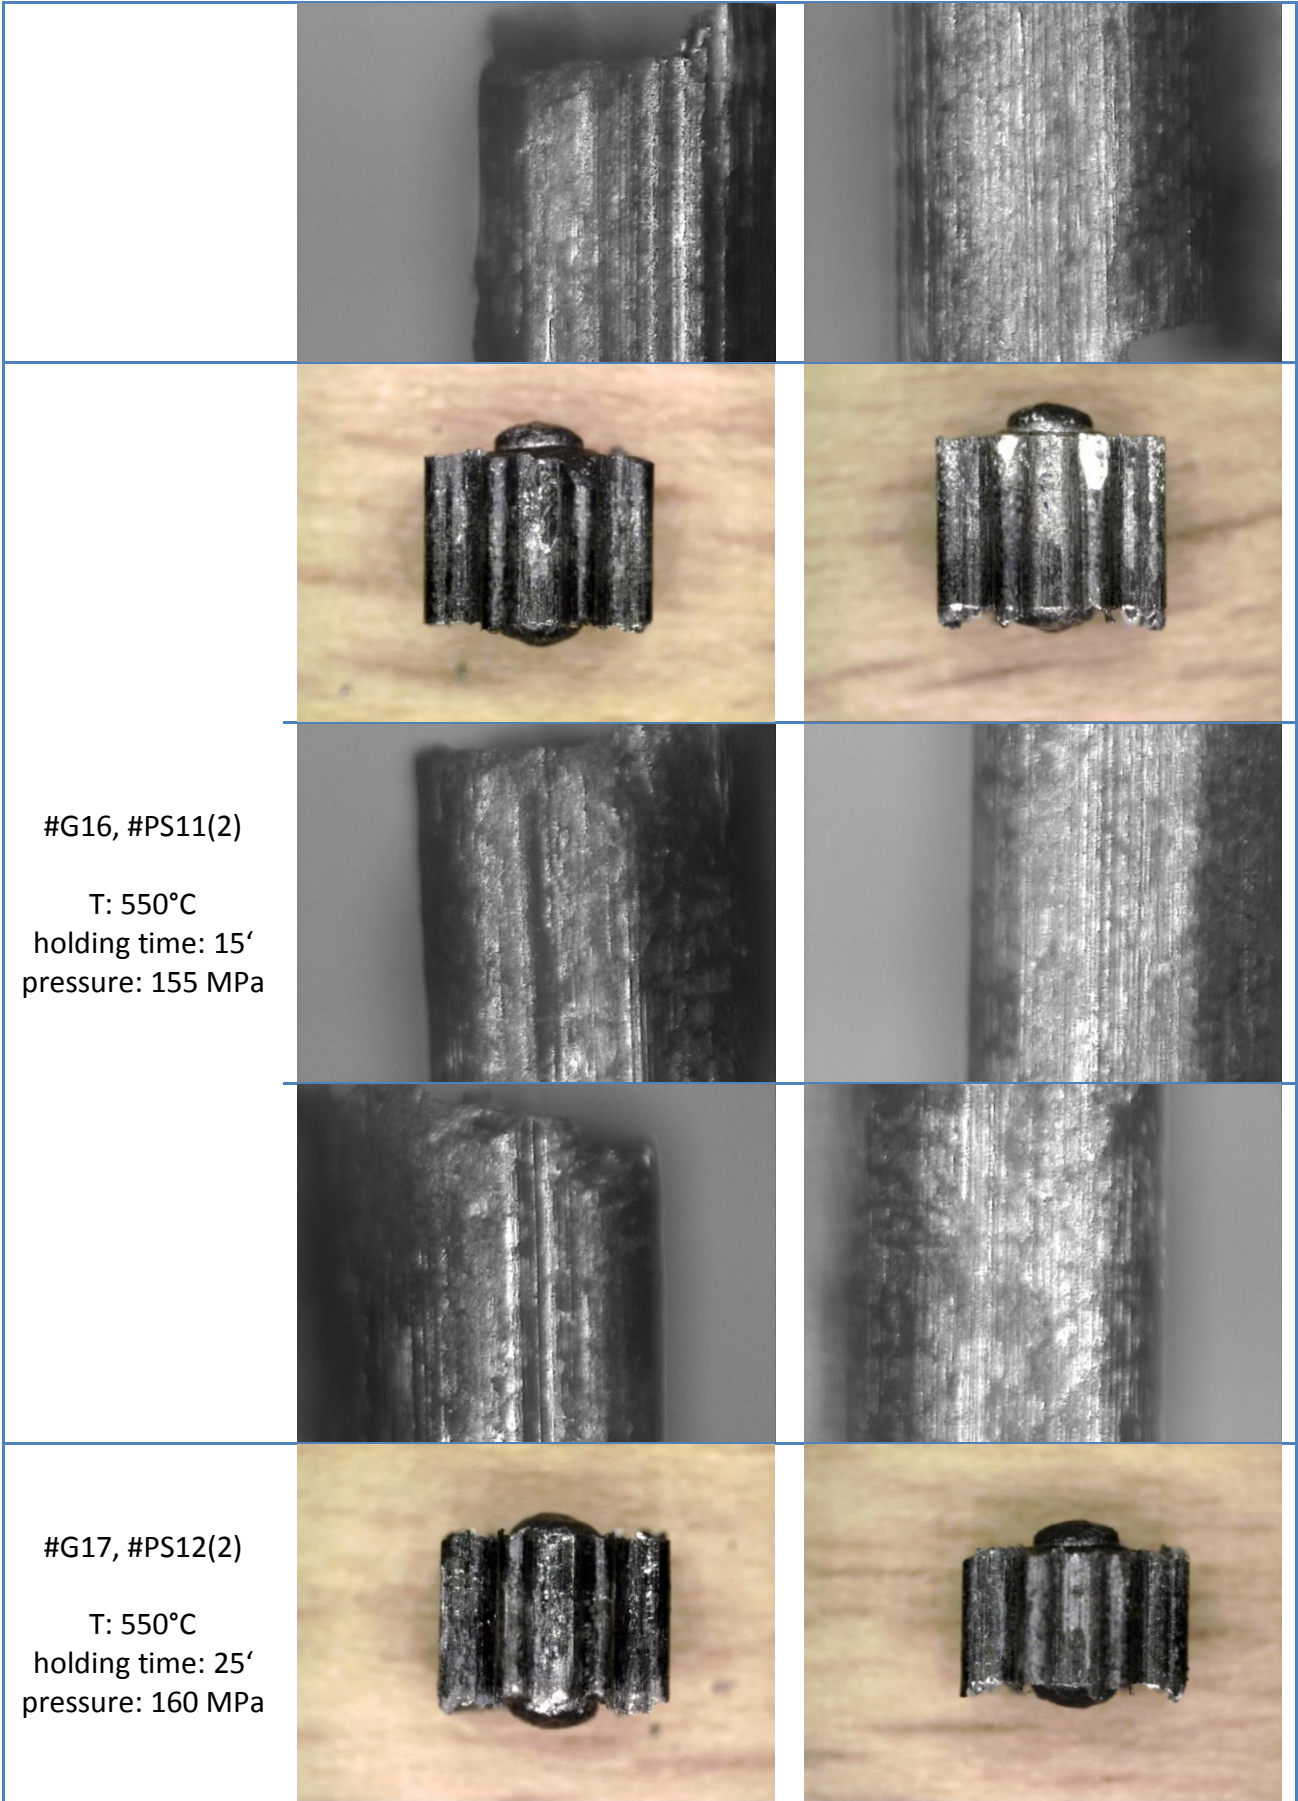 #G16, #PS11(2)
T: 550°C
holding time: 15‘
pressure: 155 MPa
#G17, #PS12(2)
T: 550°C
holding time: 25‘
pressure: 160 MPa